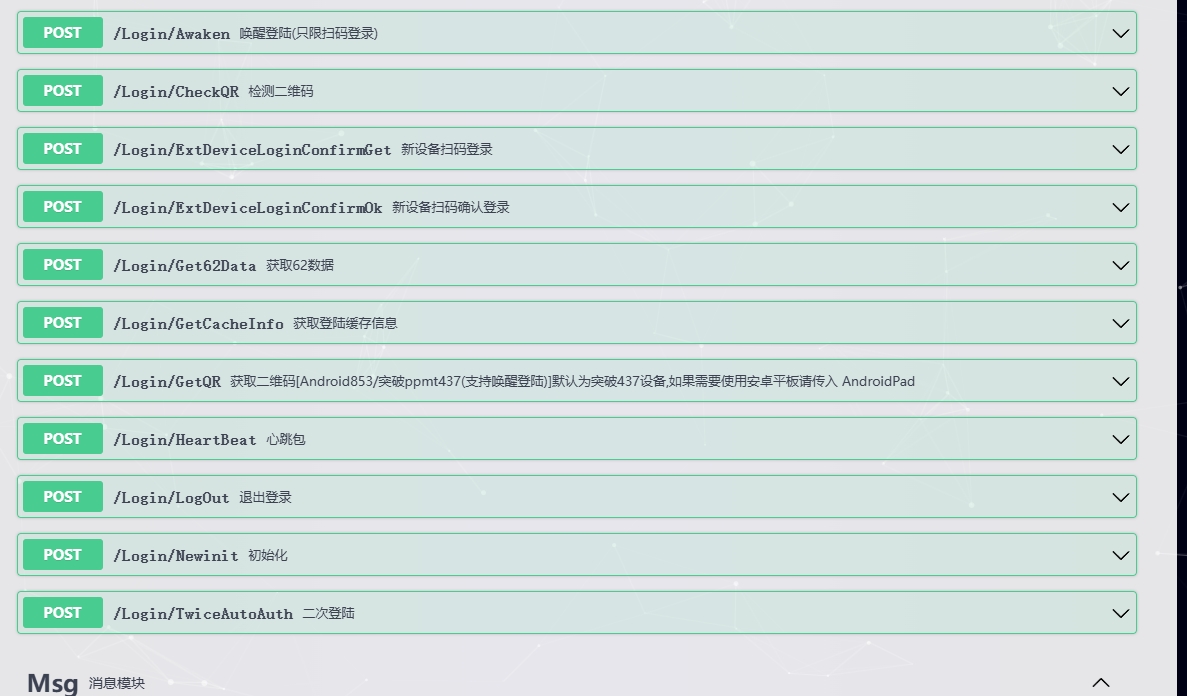 POST /Login/Awaken 唤醒登陆(只限扫码登录)
POST /Login/CheckQR 检测二维码
POST /Login/ExtDeviceLoginConfirmGet 新设备扫码登录
POST /Login/ExtDeviceLoginConfirmOk 新设备扫码确认登录
POST /Login/Get62Data 获取62数据
POST /Login/GetCacheInfo 获取登陆缓存信息
POST /Login/GetQR 获取二维码[Android853/突破ppmt437(支持唤醒登陆)]默认为突破437设备,如果需要使用安卓平板请传入 AndroidPad
POST /Login/HeartBeat 心跳包
POST /Login/LogOut 退出登录
POST /Login/Newinit 初始化
POST /Login/TwiceAutoAuth 二次登陆
Msg 消息模块